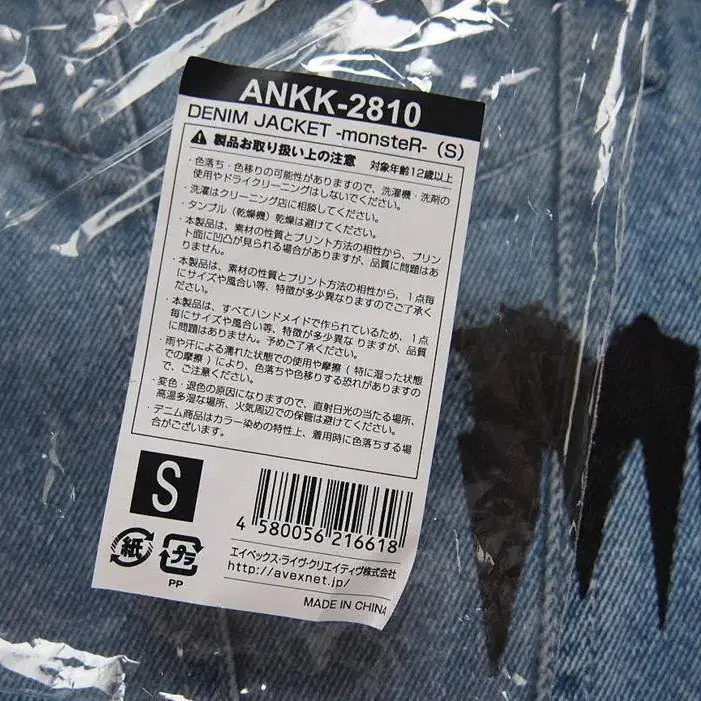 ANKK-2810
DENIM JACKET -monsteR- (S)
製品お取り扱い上の注意 対象年齢12歳以上
・色落ち・色移りの可能性がありますので、洗濯機・洗剤の
使用やドライクリーニングはしないでください。
・洗濯はクリーニング店に相談してください。
・タンブル（乾燥機）乾燥は避けてください。
・本製品は、素材の性質とプリント方法の相性から、プリント
面に凹凸が見られる場合がありますが、品質に問題はあ
りません。
・本製品は、素材の性質とプリント方法の相性から、1点毎
にサイズや風合い等、特徴が多少異なりますのでご了承く
ださい。
・本製品は、すべてハンドメイドで作られているため、1点
毎にサイズや風合い等、特徴が多少異なりますが、品質
に問題はありません。予めご了承ください。
・雨や汗による濡れた状態での使用や摩擦（特に湿った状態
での摩擦）により、色落ちや色移りする恐れがありますの
で、ご注意ください。
・変色・退色の原因になりますので、直射日光の当たる場所、
高温多湿な場所、火気周辺での保管は避けてください。
・デニム商品はカラー染めの特性上、着用時に色落ちする場
合がございます。
S
4 580056 216618
紙 プラ
PP
エイベックス・ライヴ・クリエイティヴ株式会社
http://avexnet.jp/
MADE IN CHINA